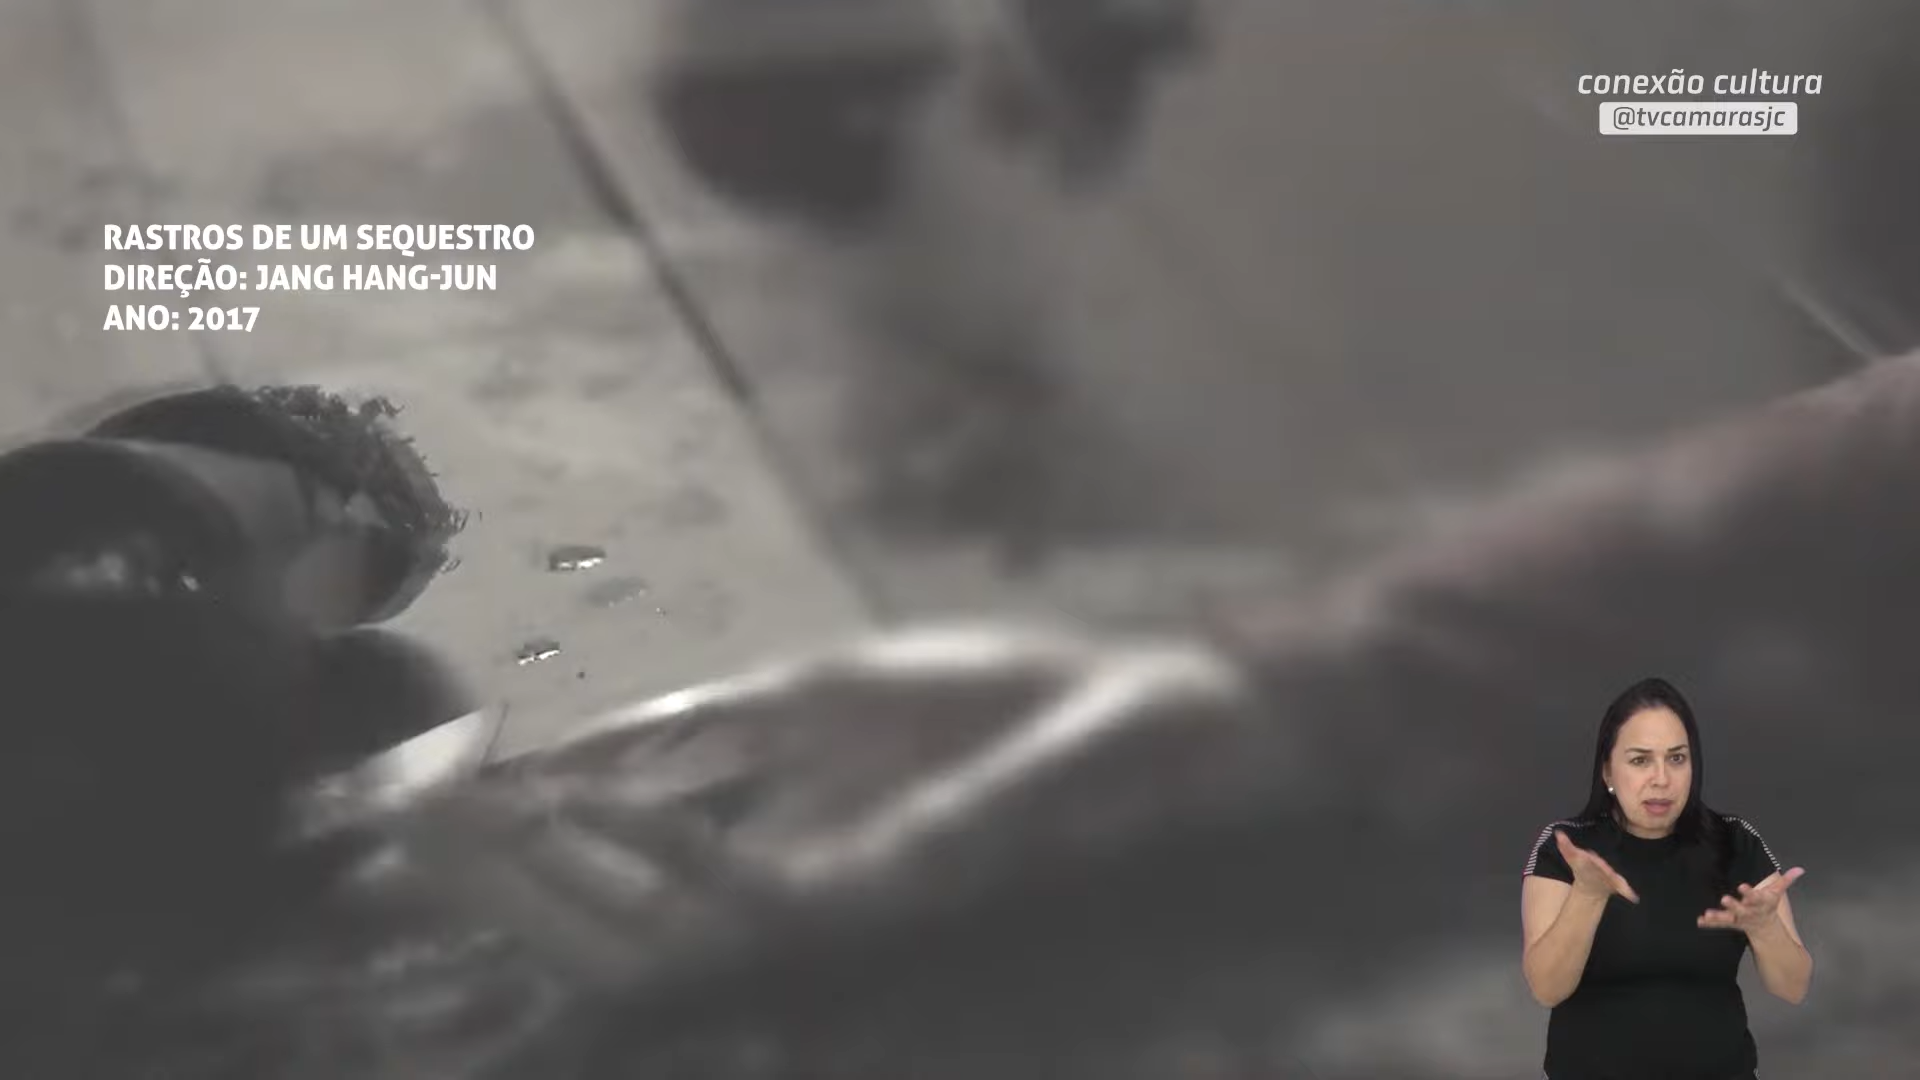 conexão cultura
@tvcamarasjc
RASTROS DE UM SEQUESTRO
DIREÇÃO: JANG HANG-JUN
ANO: 2017